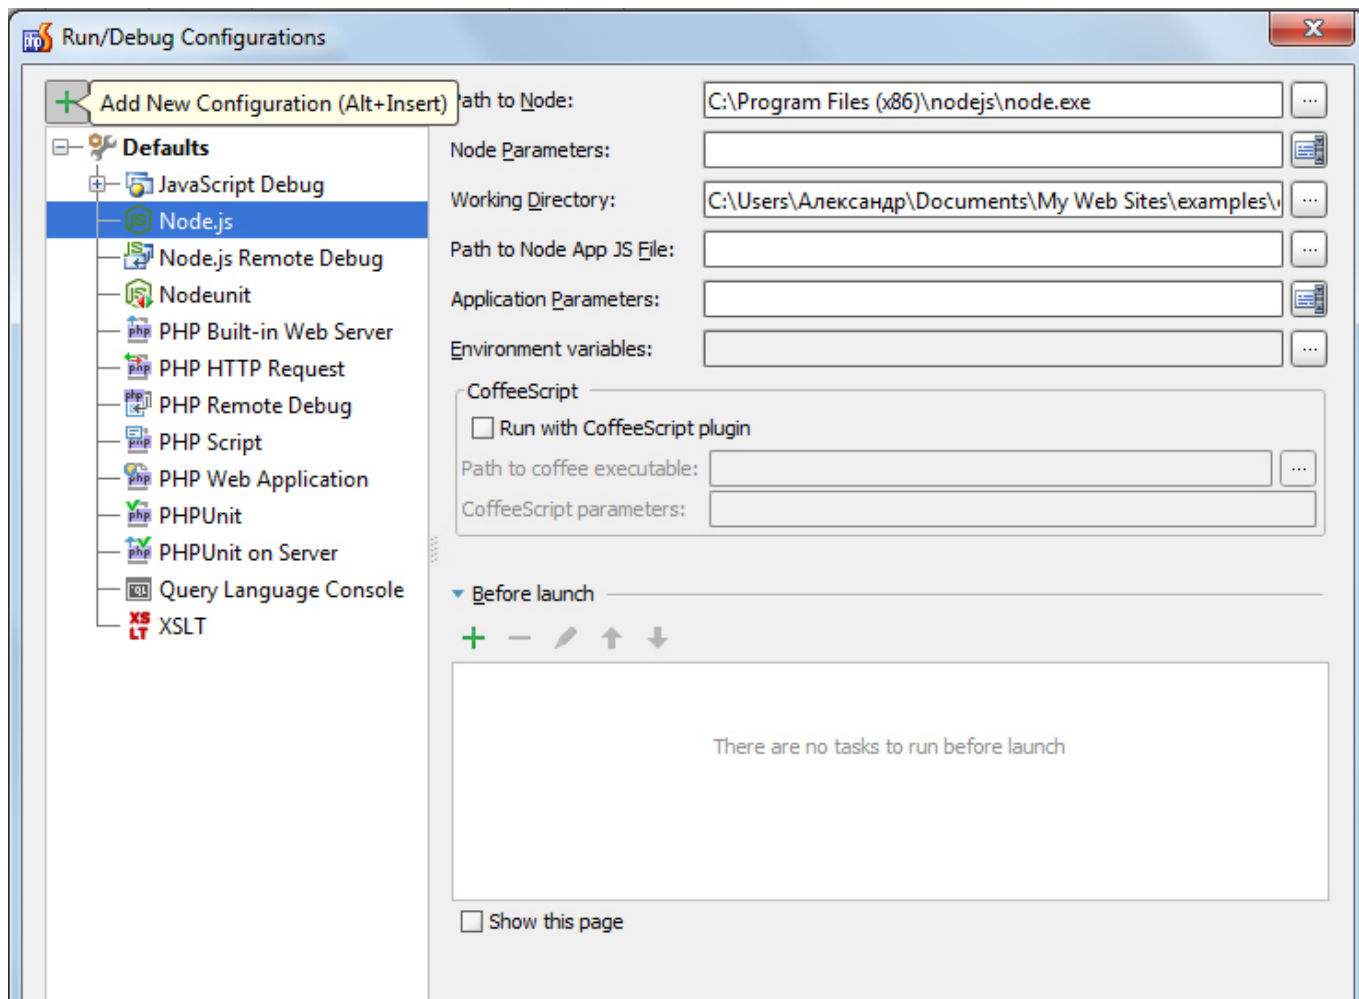 Run/Debug Configurations
Add New Configuration (Alt+Insert)
Defaults
JavaScript Debug
Node.js
Node.js Remote Debug
Nodeunit
PHP Built-in Web Server
PHP HTTP Request
PHP Remote Debug
PHP Script
PHP Web Application
PHPUnit
PHPUnit on Server
Query Language Console
XSLT
ath to Node: C:\Program Files (x86)\nodejs\node.exe
Node Parameters:
Working Directory: C:\Users\Александр\Documents\My Web Sites\examples\
Path to Node App JS File:
Application Parameters:
Environment variables:
CoffeeScript
Run with CoffeeScript plugin
Path to coffee executable:
CoffeeScript parameters:
Before launch
There are no tasks to run before launch
Show this page